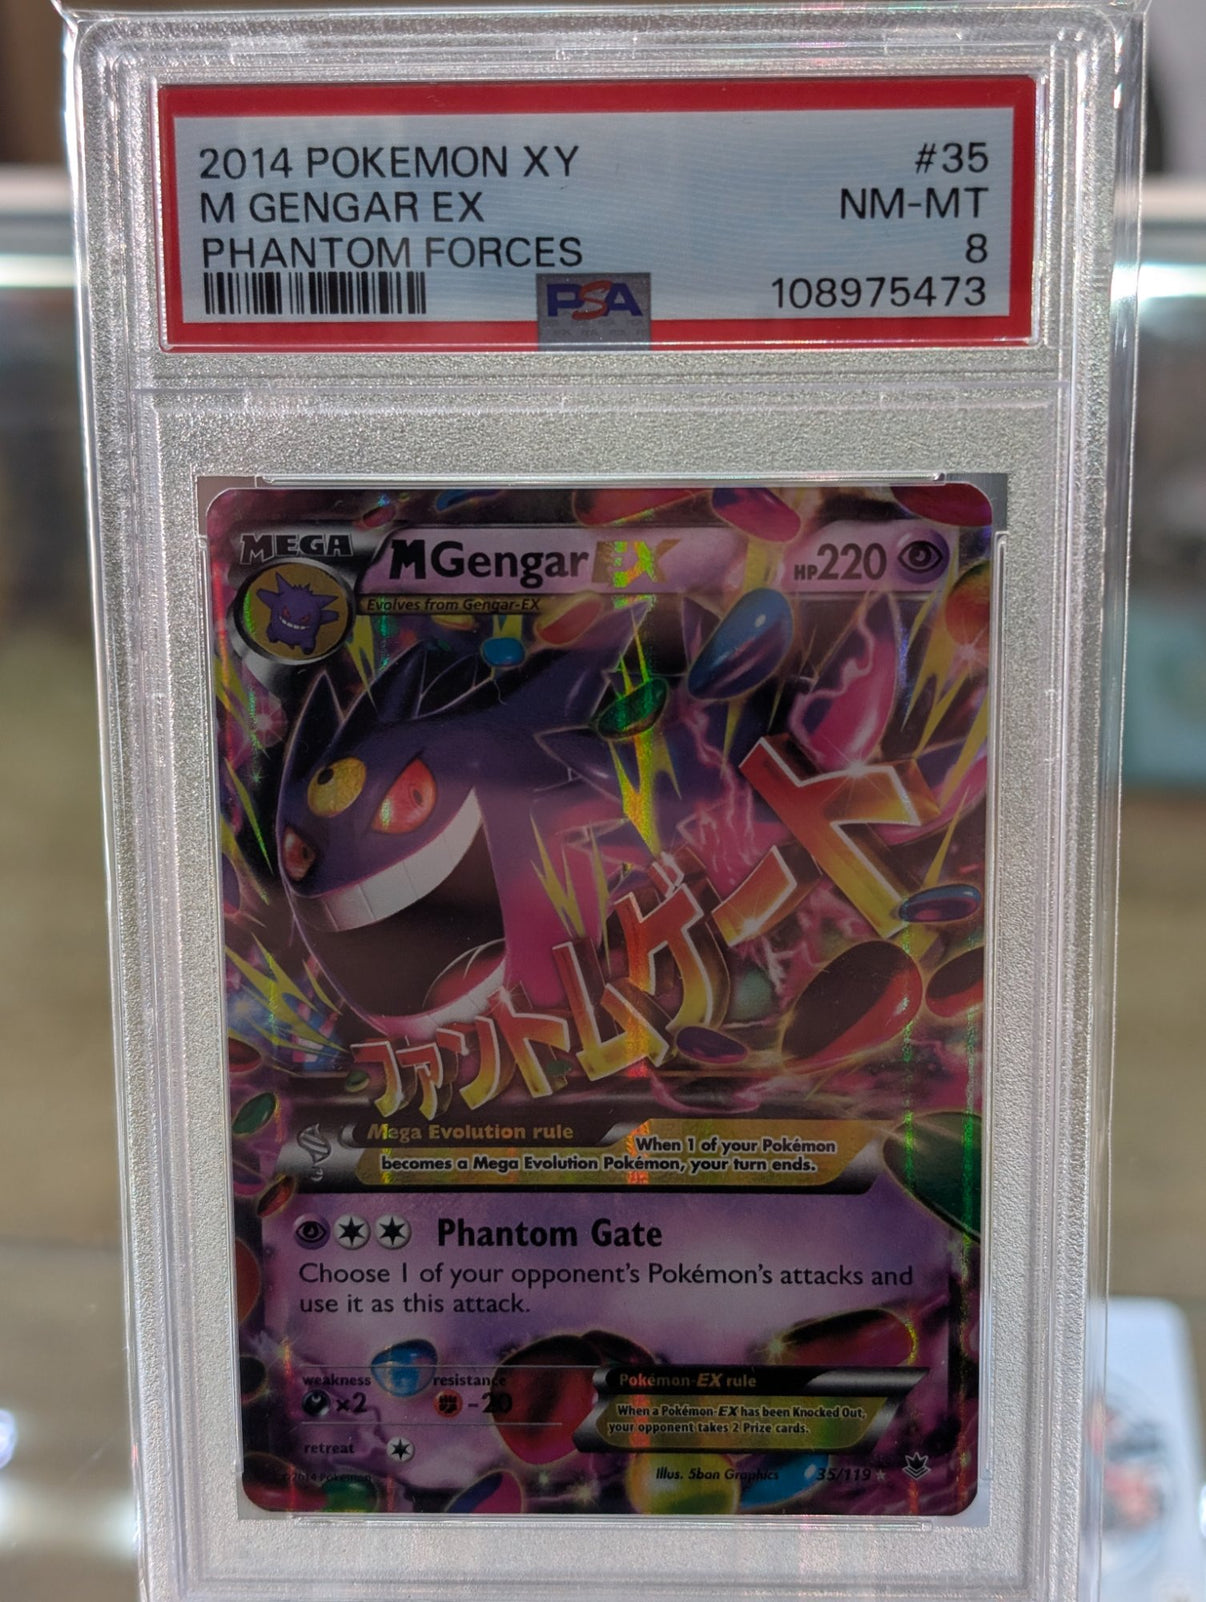 2014 POKEMON XY #35
M GENGAR EX NM-MT
PHANTOM FORCES 8
PSA 108975473
MEGA MGengar EX HP220
Evolves from Gengar-EX
ファントムゲート
Mega Evolution rule When 1 of your Pokémon
becomes a Mega Evolution Pokémon, your turn ends.
Phantom Gate
Choose 1 of your opponent's Pokémon's attacks and
use it as this attack.
weakness resistance Pokémon-EX rule
×2 -20 When a Pokémon-EX has been Knocked Out,
your opponent takes 2 Prize cards.
retreat
©2014 Pokémon Illus. 5ban Graphics 35/119